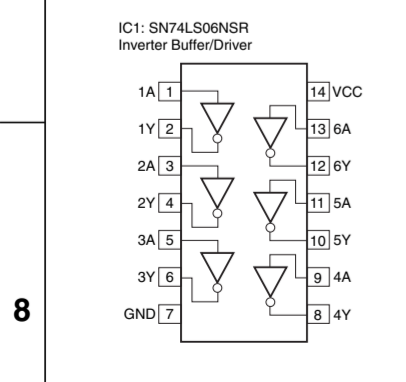 IC1: SN74LS06NSR
Inverter Buffer/Driver
1A 1 14 VCC
1Y 2 13 6A
2A 3 12 6Y
2Y 4 11 5A
3A 5 10 5Y
3Y 6 9 4A
GND 7 8 4Y
8